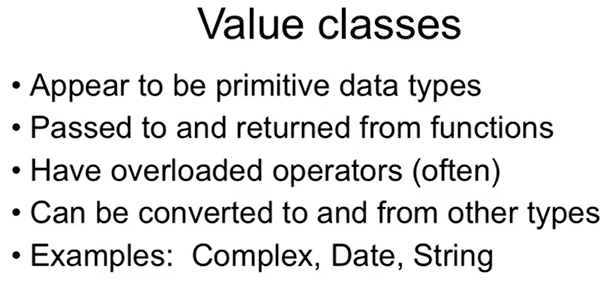 Value classes
• Appear to be primitive data types
• Passed to and returned from functions
• Have overloaded operators (often)
• Can be converted to and from other types
• Examples:  Complex, Date, String